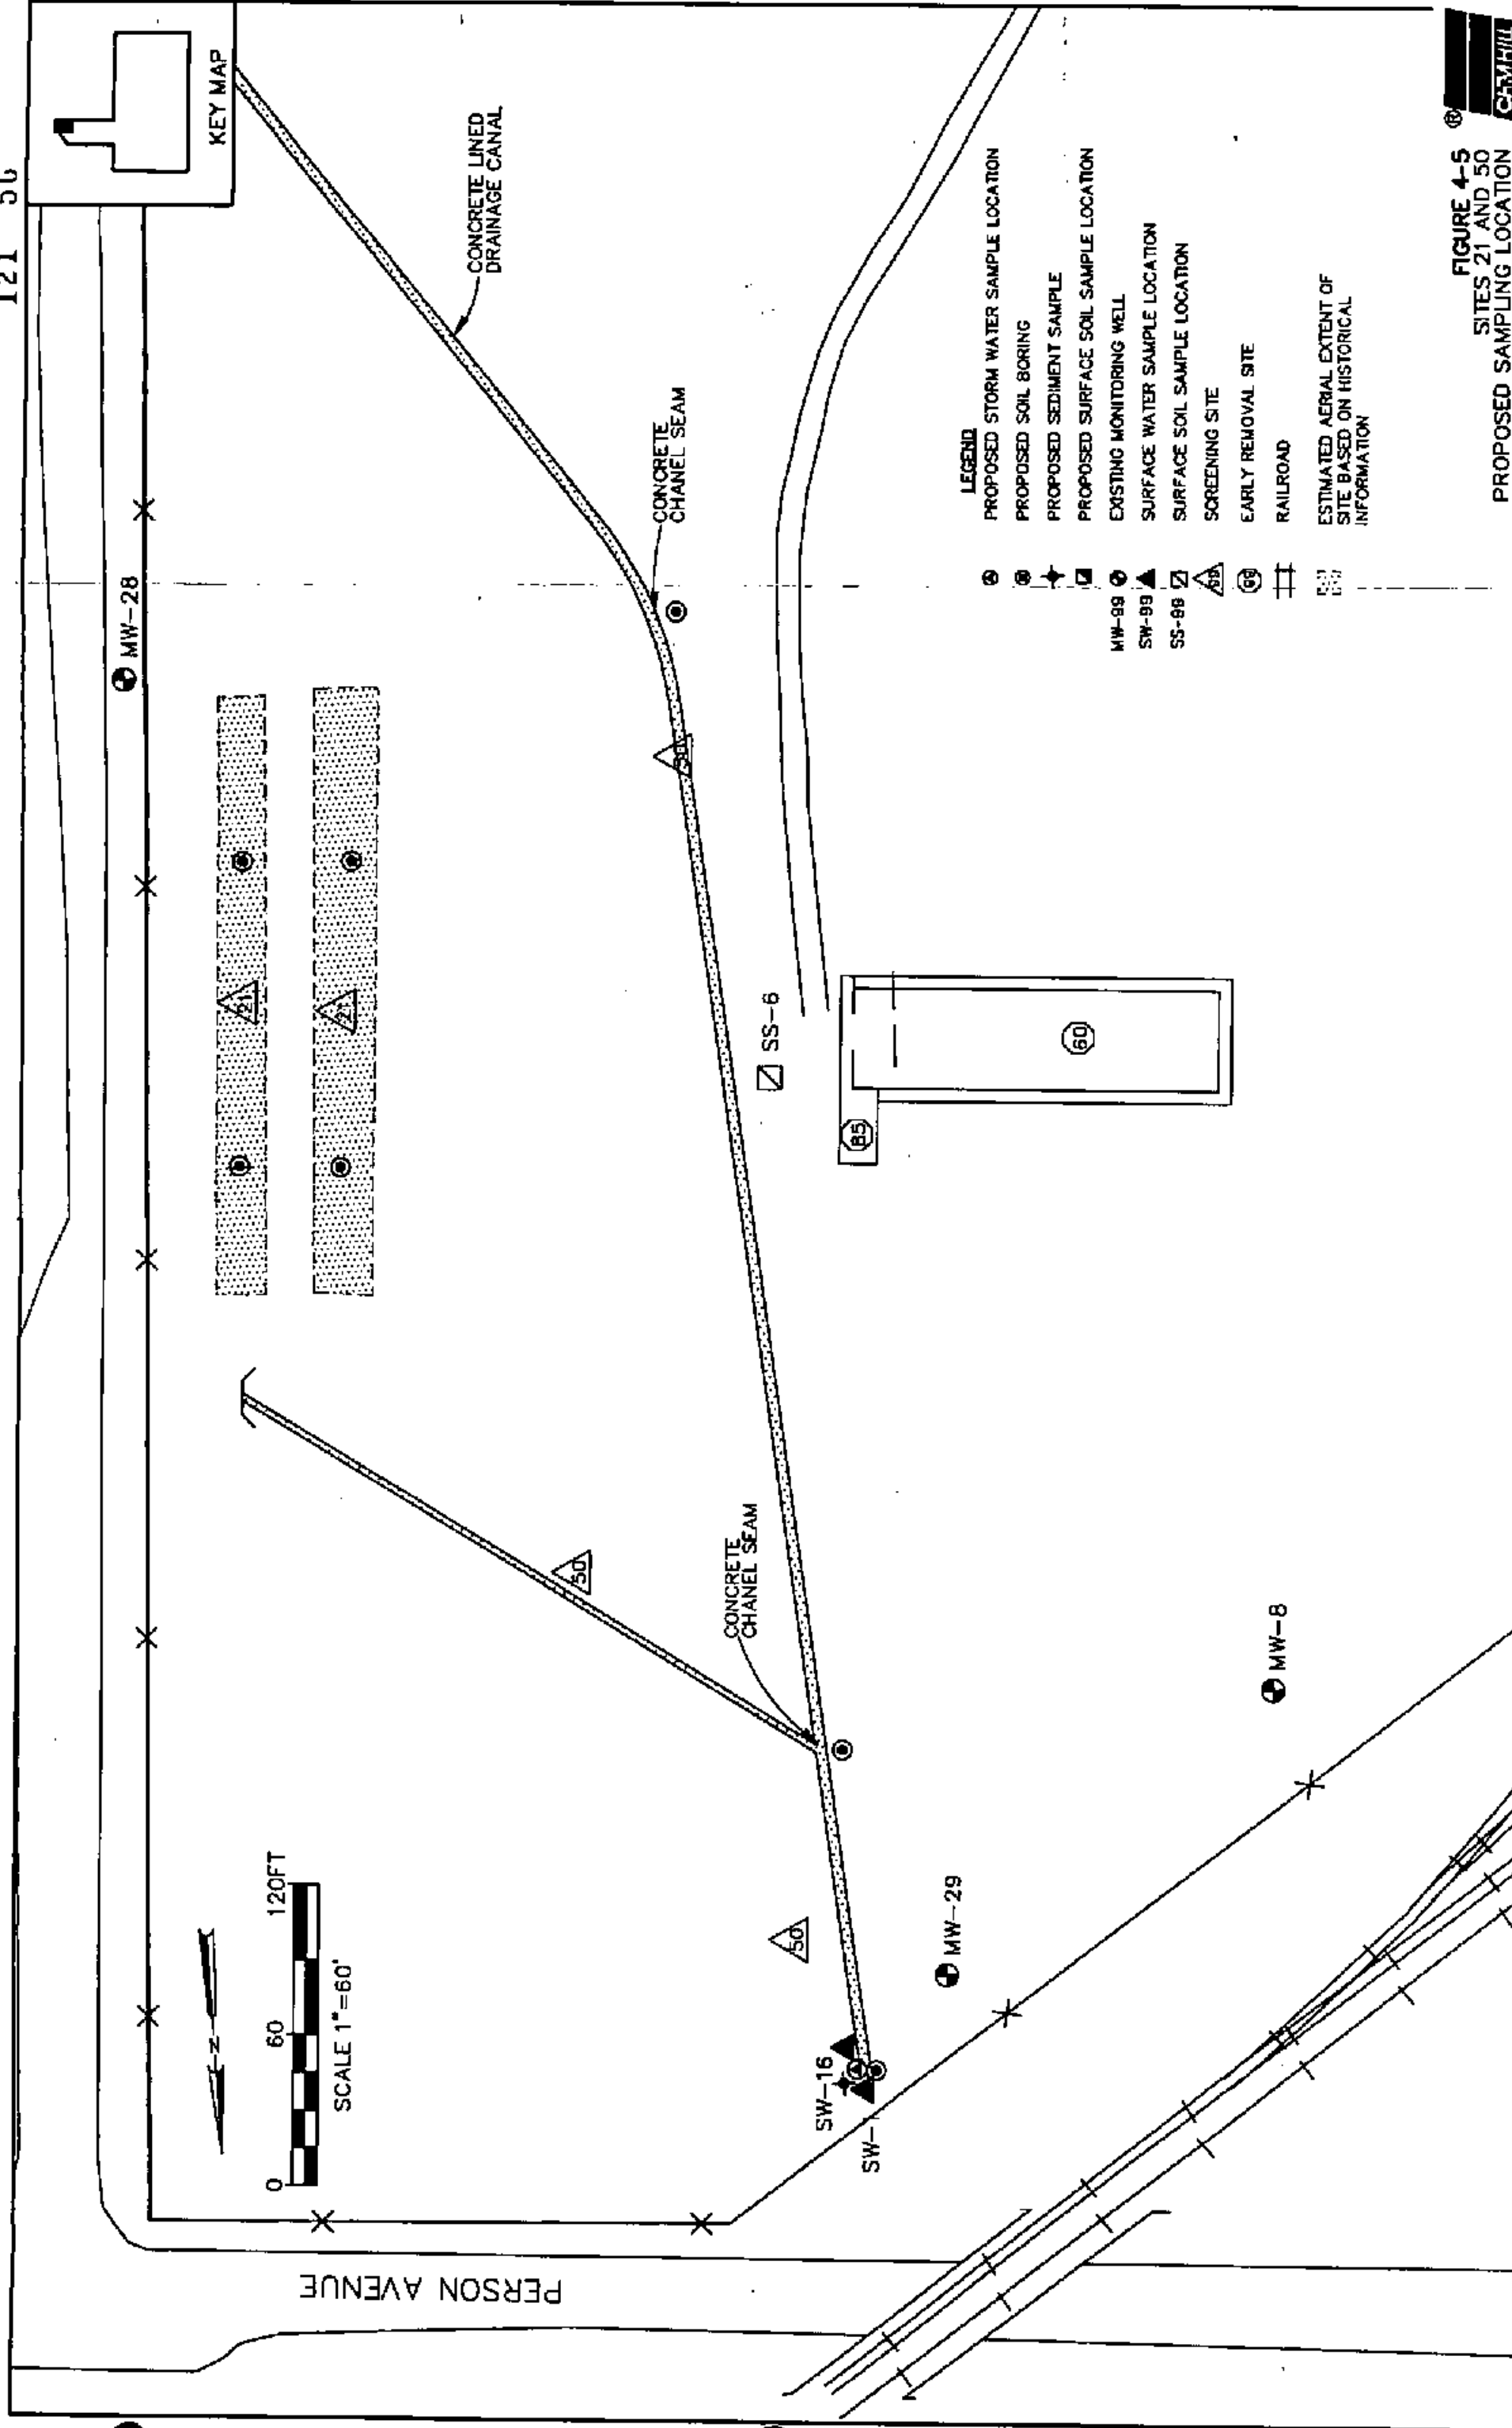 121 56
KEY MAP
MW-28
CONCRETE LINED
DRAINAGE CANAL
CONCRETE
CHANEL SEAM
21
21
50
SS-6
60
85
50
CONCRETE
CHANEL SEAM
50
MW-29
MW-8
SW-16
SW-
N
0 60 120FT
SCALE 1"=60'
PERSON AVENUE
LEGEND
PROPOSED STORM WATER SAMPLE LOCATION
PROPOSED SOIL BORING
PROPOSED SEDIMENT SAMPLE
PROPOSED SURFACE SOIL SAMPLE LOCATION
MW-99 EXISTING MONITORING WELL
SW-99 SURFACE WATER SAMPLE LOCATION
SS-99 SURFACE SOIL SAMPLE LOCATION
99 SCREENING SITE
99 EARLY REMOVAL SITE
RAILROAD
ESTIMATED AERIAL EXTENT OF
SITE BASED ON HISTORICAL
INFORMATION
FIGURE 4-5
SITES 21 AND 50
PROPOSED SAMPLING LOCATION
®
CH2MHILL